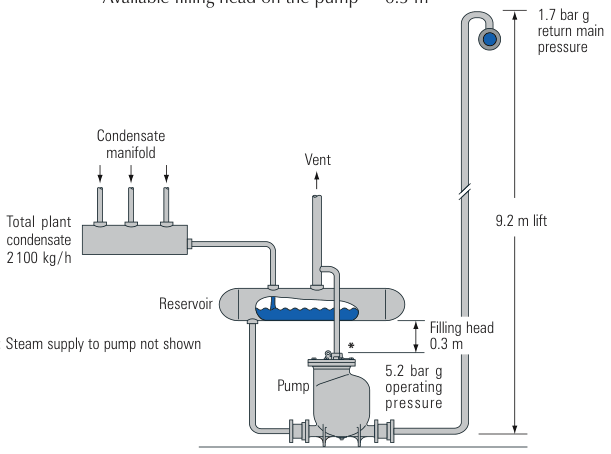 Available filling head on the pump    0.3 m
1.7 bar g
return main
pressure
Condensate
manifold
Vent
Total plant
condensate
2100 kg/h
9.2 m lift
Reservoir
Filling head
0.3 m
Steam supply to pump not shown
*
5.2 bar g
operating
pressure
Pump